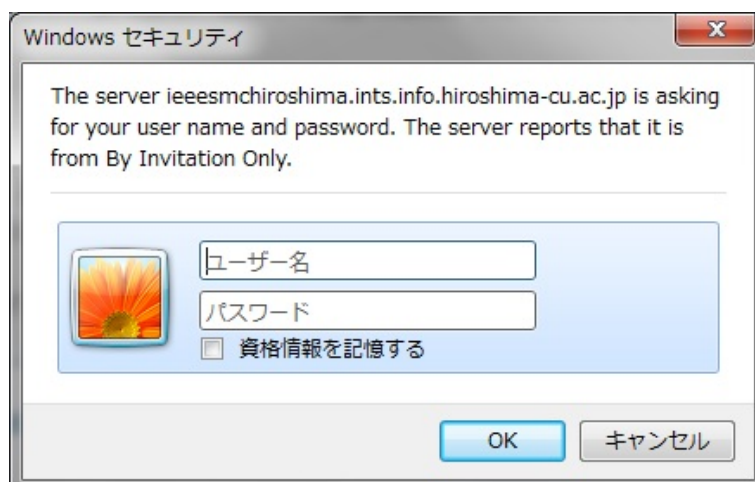 Windows セキュリティ
The server ieeesmchiroshima.ints.info.hiroshima-cu.ac.jp is asking
for your user name and password. The server reports that it is
from By Invitation Only.
ユーザー名
パスワード
資格情報を記憶する
OK キャンセル